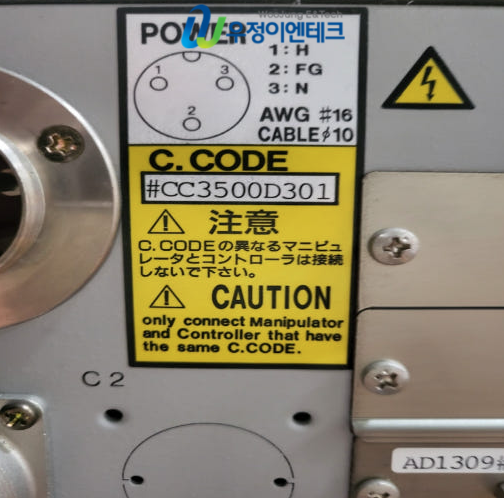 WooJung E&Tech
우정이엔테크
POWER
1:H
2:FG
3:N
1
3
2
AWG #16
CABLEφ10
C.CODE
#CC3500D301
注意
C.CODEの異なるマニピュ
レータとコントローラは接続
しないで下さい。
CAUTION
only connect Manipulator
and Controller that have
the same C.CODE.
C2
AD1309#